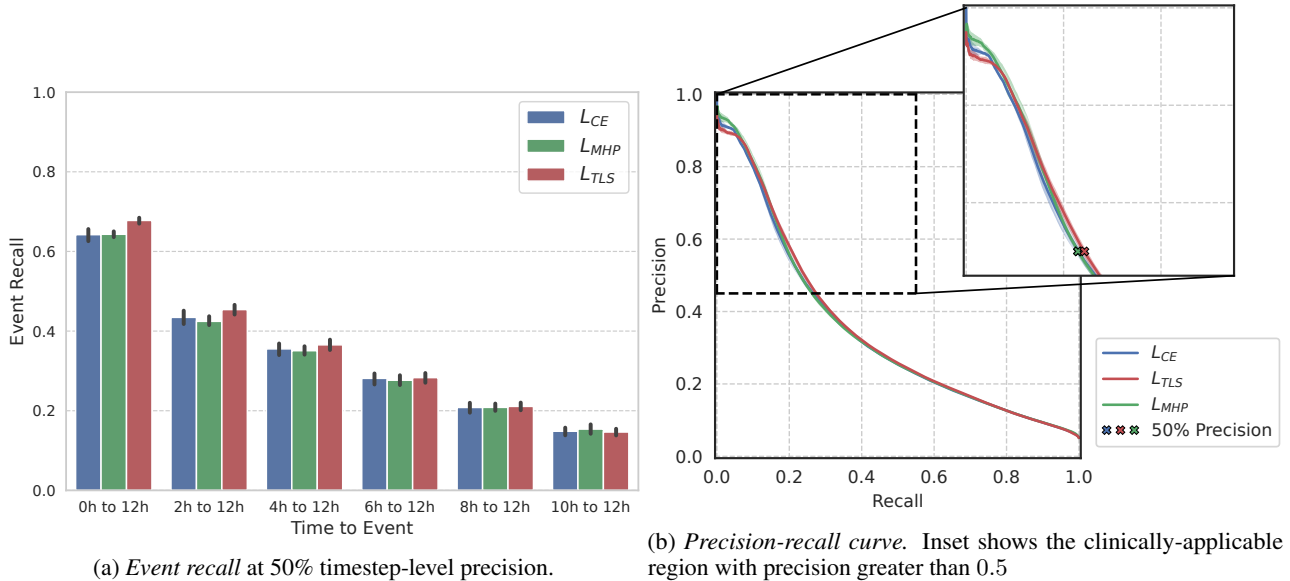 1.0
0.8
0.6
0.4
0.2
0.0
Event Recall
L_CE
L_MHP
L_TLS
0h to 12h 2h to 12h 4h to 12h 6h to 12h 8h to 12h 10h to 12h
Time to Event
(a) Event recall at 50% timestep-level precision.
1.0
0.8
0.6
0.4
0.2
0.0
Precision
0.0 0.2 0.4 0.6 0.8 1.0
Recall
L_CE
L_TLS
L_MHP
50% Precision
(b) Precision-recall curve. Inset shows the clinically-applicable
region with precision greater than 0.5